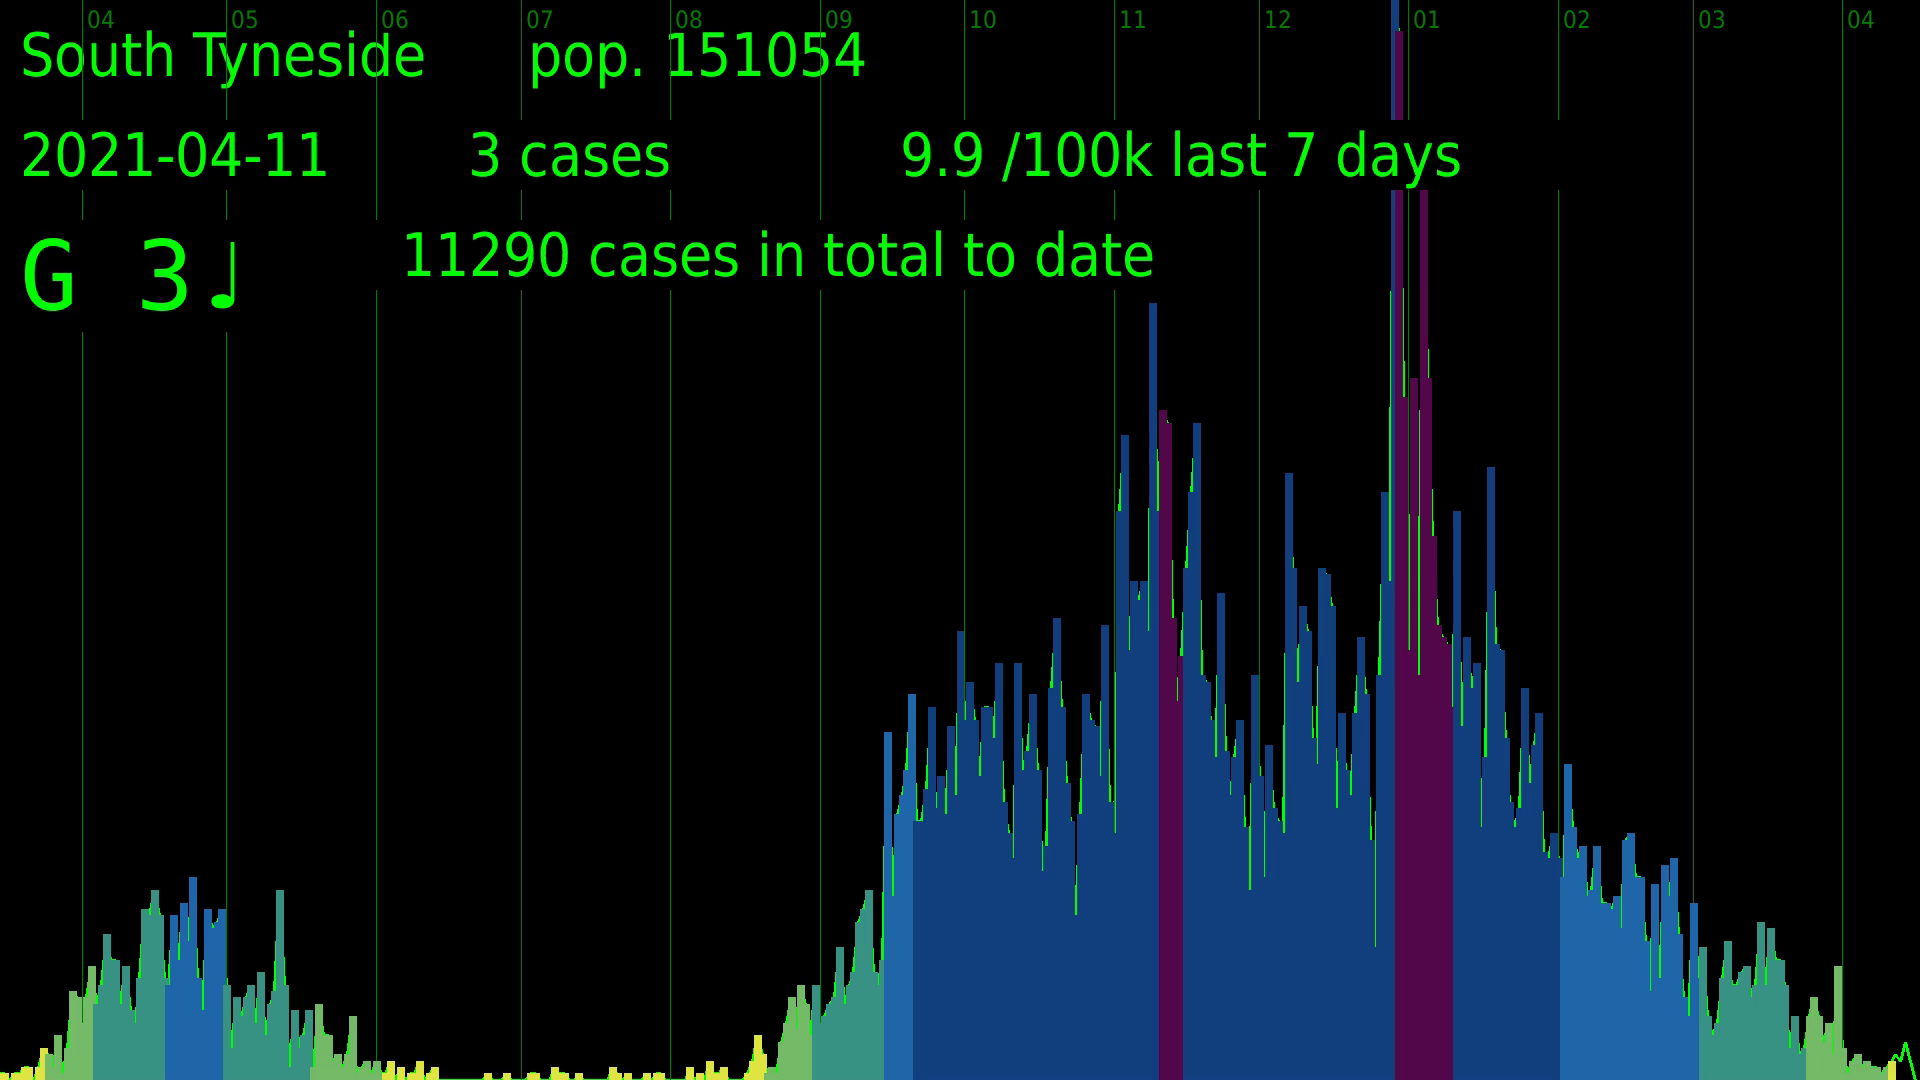 04 05 06 07 08 09 10 11 12 01 02 03 04
South Tyneside pop. 151054
2021-04-11 3 cases 9.9 /100k last 7 days
G 3♩ 11290 cases in total to date